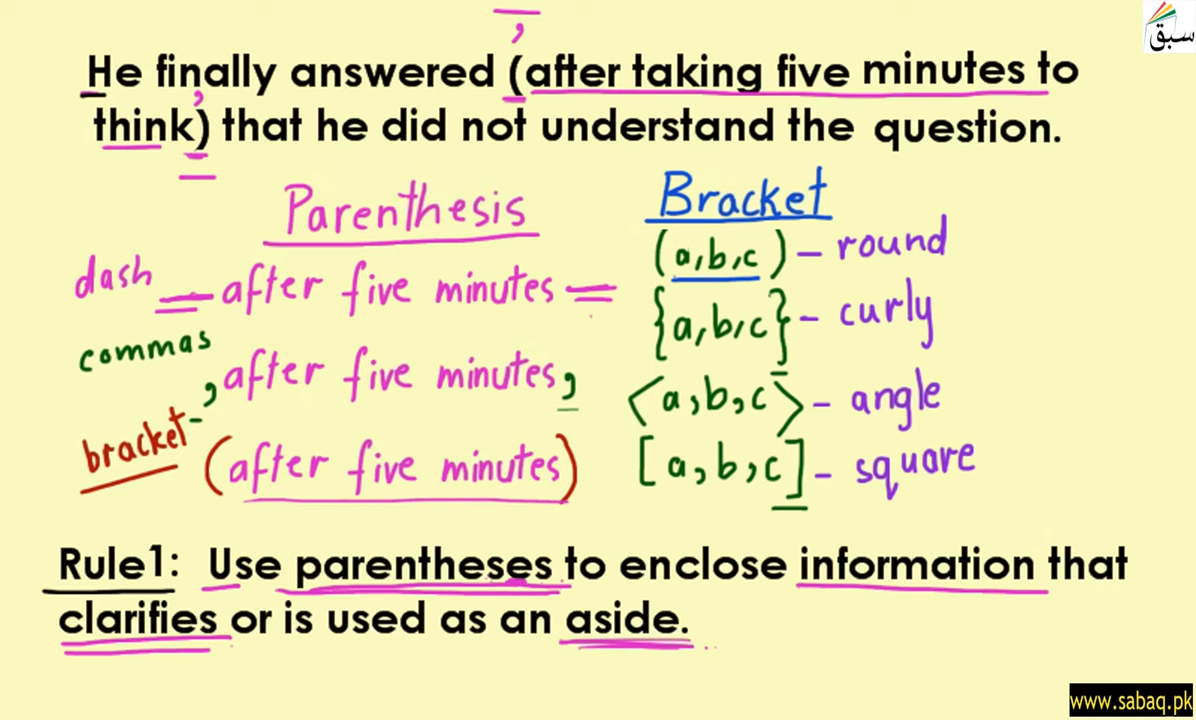 سبق
—
,
He finally answered (after taking five minutes to
,
think) that he did not understand the question.
Parenthesis
dash — after five minutes —
commas
, after five minutes,
bracket- (after five minutes)
Bracket
(a,b,c) - round
{a,b,c} - curly
<a,b,c> - angle
[a,b,c] - square
Rule1: Use parentheses to enclose information that
clarifies or is used as an aside.
www.sabaq.pk